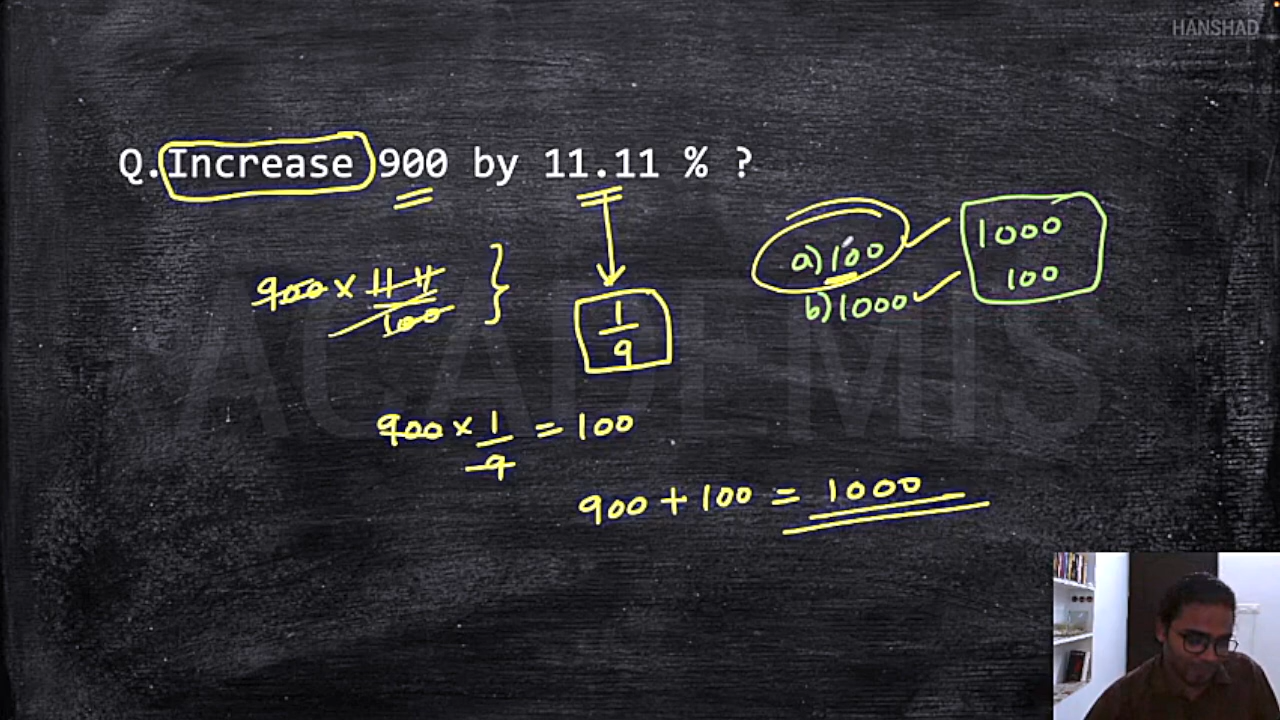 HANSHAD
Q. Increase 900 by 11.11 % ?
900 × 11.11 / 100
1/9
a) 100
b) 1000
1000
100
900 × 1/9 = 100
900 + 100 = 1000
ACADEMIS